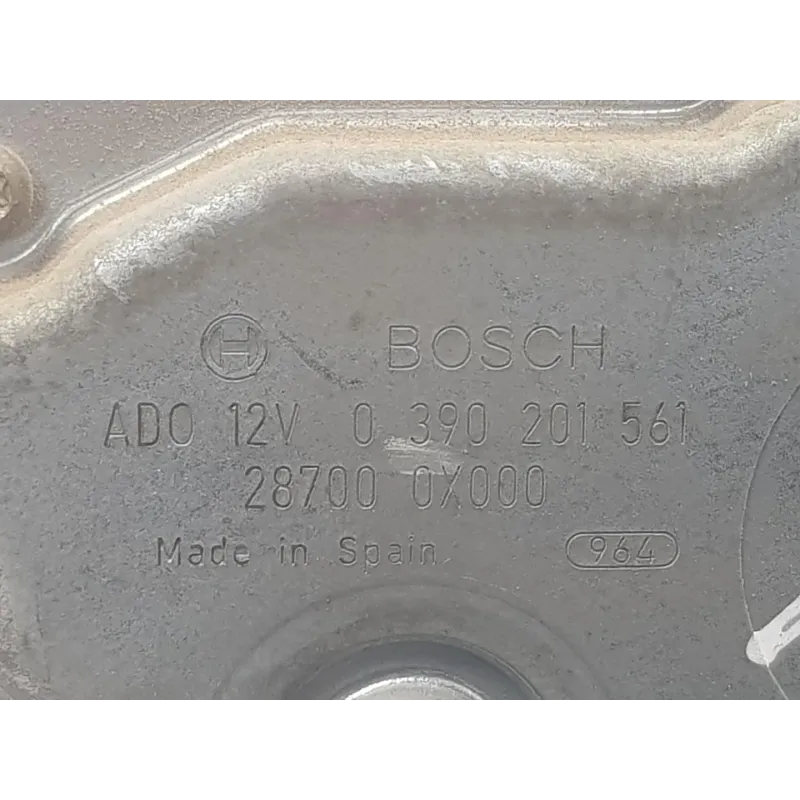 BOSCH
ADO 12V 0 390 201 561
28700 0X000
Made in Spain 964